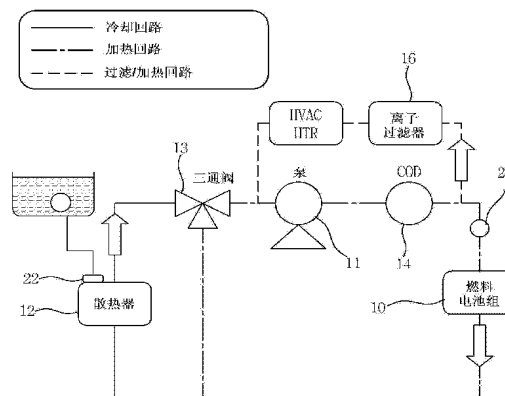 冷却回路
加热回路
过滤/加热回路
16
HVAC
HTR
离子
过滤器
13
三通阀
泵
COD
2
11
14
22
12
散热器
10
燃料
电池组